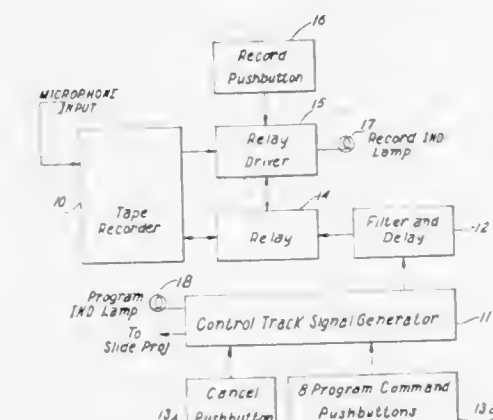 16
Record
Pushbutton
MICROPHONE
INPUT
15
17
Relay
Driver
Record IND
Lamp
14
10
Tape
Recorder
Relay
Filter and
Delay
12
18
Program
IND Lamp
To
Slide Proj
Control Track Signal Generator
11
Cancel
Pushbutton
8 Program Command
Pushbuttons
13A
13